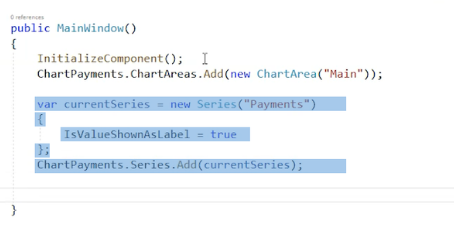 0 references
public MainWindow()
{
InitializeComponent();
ChartPayments.ChartAreas.Add(new ChartArea("Main"));
var currentSeries = new Series("Payments")
{
IsValueShownAsLabel = true
};
ChartPayments.Series.Add(currentSeries);
}